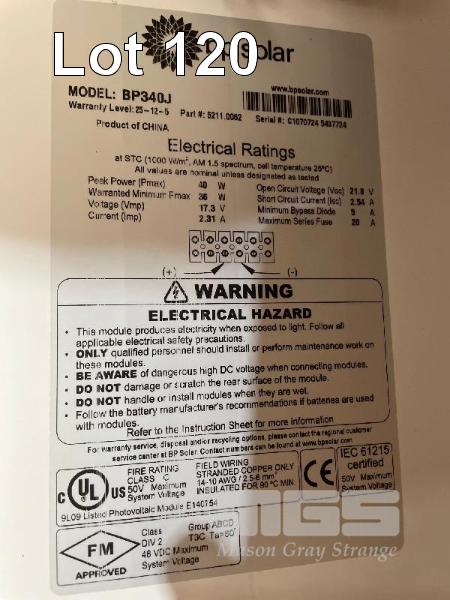 Lot 120
bp solar
www.bpsolar.com
MODEL: BP340J
Warranty Level: 25-12-5 Part #: 5211.0062 Serial #: C1070724 5437724
Product of CHINA
Electrical Ratings
at STC (1000 W/m², AM 1.5 spectrum, cell temperature 25°C)
All values are nominal unless designated as tested
Peak Power (Pmax) 40 W
Warranted Minimum Pmax 36 W
Voltage (Vmp) 17.3 V
Current (Imp) 2.31 A
Open Circuit Voltage (Voc) 21.8 V
Short Circuit Current (Isc) 2.54 A
Minimum Bypass Diode 9 A
Maximum Series Fuse 20 A
(+) (-)
WARNING
ELECTRICAL HAZARD
• This module produces electricity when exposed to light. Follow all
applicable electrical safety precautions.
• ONLY qualified personnel should install or perform maintenance work on
these modules.
• BE AWARE of dangerous high DC voltage when connecting modules.
• DO NOT damage or scratch the rear surface of the module.
• DO NOT handle or install modules when they are wet.
• Follow the battery manufacturer's recommendations if batteries are used
with modules.
Refer to the Instruction Sheet for more information
For warranty service, disposal and/or recycling options, please contact the regional customer
service center at BP Solar. Contact information can be found at www.bpsolar.com.
C UL US
FIRE RATING
CLASS C
50V Maximum
System Voltage
FIELD WIRING
STRANDED COPPER ONLY
14-10 AWG / 2.5-6 mm²
INSULATED FOR 90°C MIN.
9L09 Listed Photovoltaic Module E140754
CE
IEC 61215
certified
50V Maximum
System Voltage
FM
APPROVED
Class
DIV 2
48 VDC Maximum
System Voltage
Group ABCD
T3C Ta=60°
MGS
Mason Gray Strange